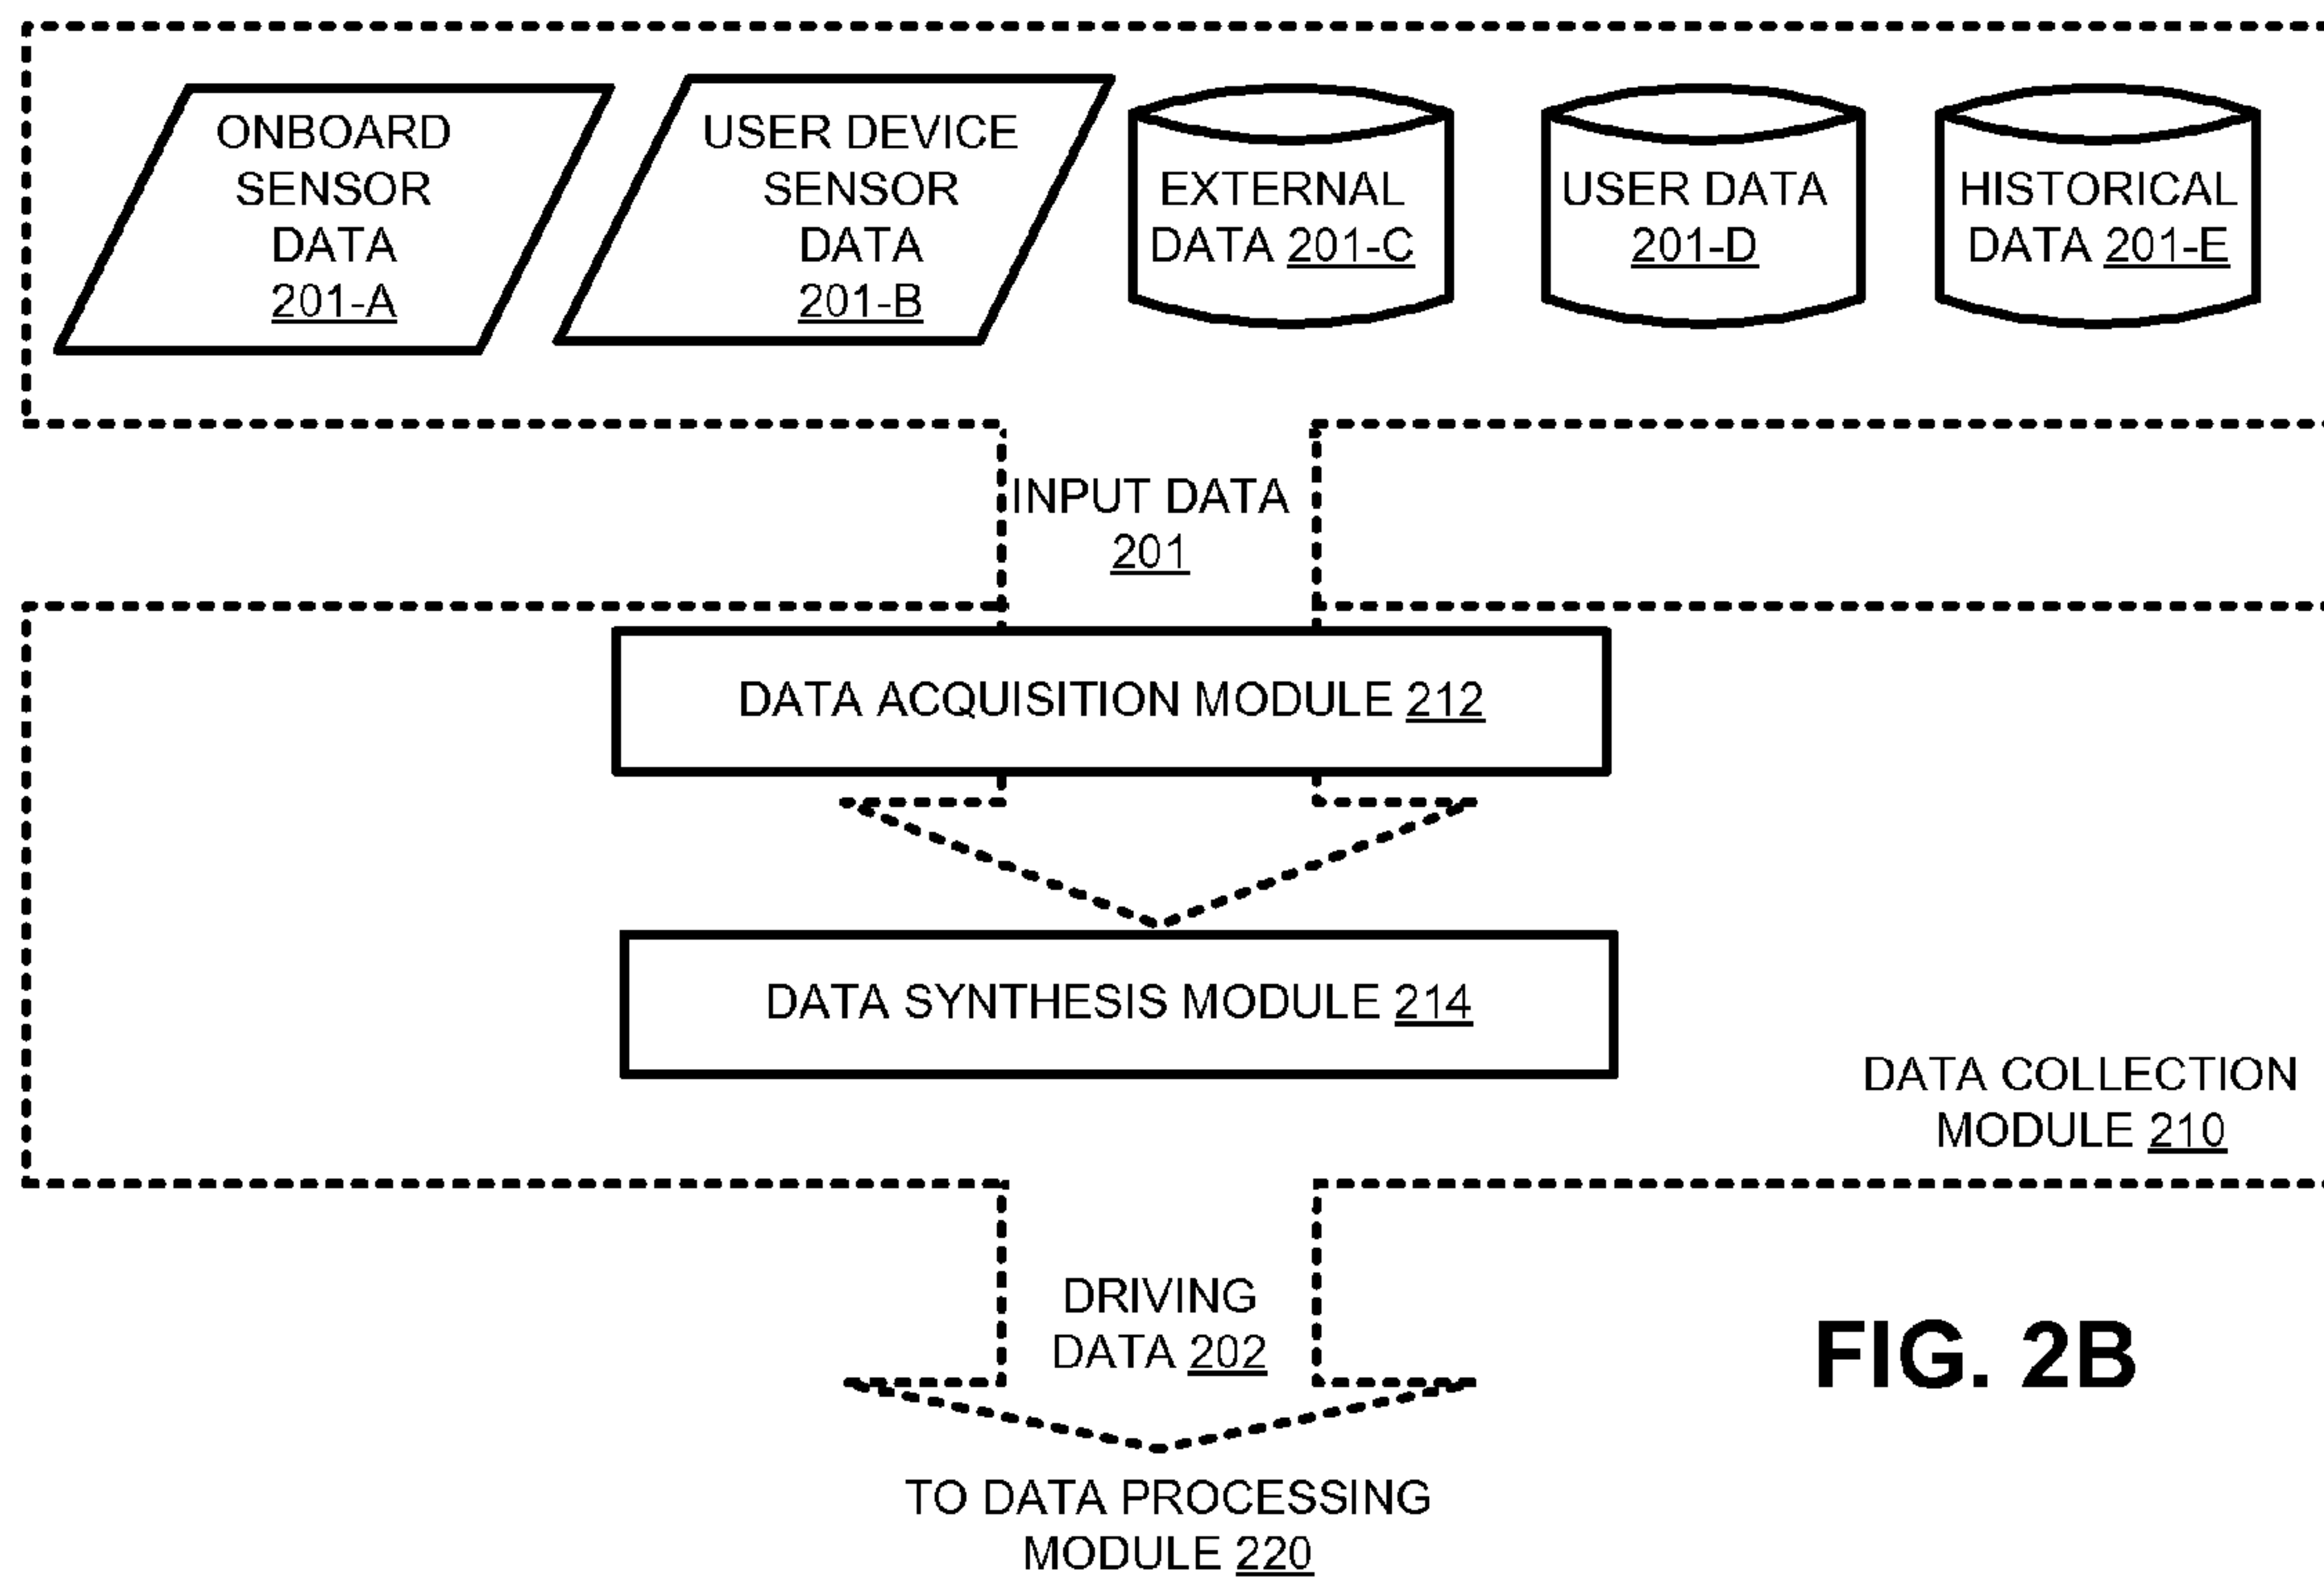 ONBOARD
SENSOR
DATA
201-A
USER DEVICE
SENSOR
DATA
201-B
EXTERNAL
DATA 201-C
USER DATA
201-D
HISTORICAL
DATA 201-E
INPUT DATA
201
DATA ACQUISITION MODULE 212
DATA SYNTHESIS MODULE 214
DATA COLLECTION
MODULE 210
DRIVING
DATA 202
FIG. 2B
TO DATA PROCESSING
MODULE 220